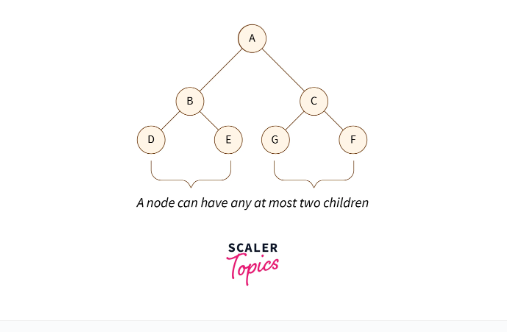 A
B C
D E G F
A node can have any at most two children
SCALER
Topics